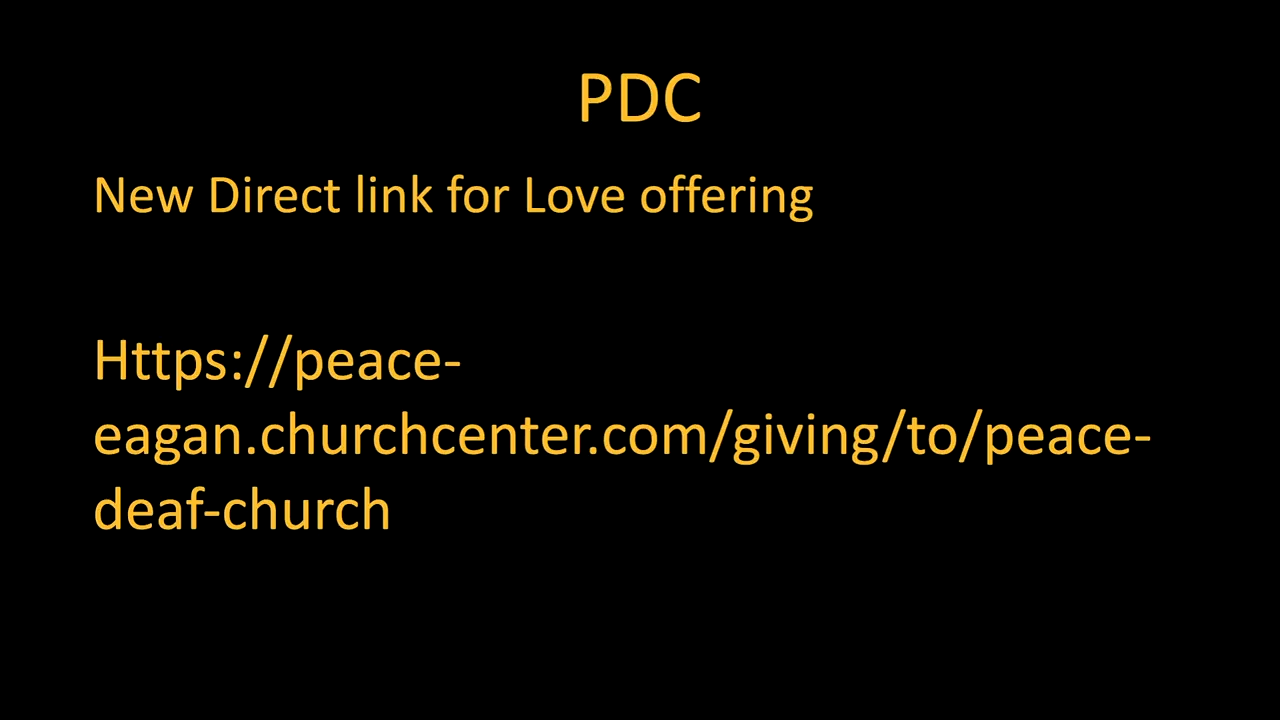 PDC
New Direct link for Love offering
Https://peace-
eagan.churchcenter.com/giving/to/peace-
deaf-church